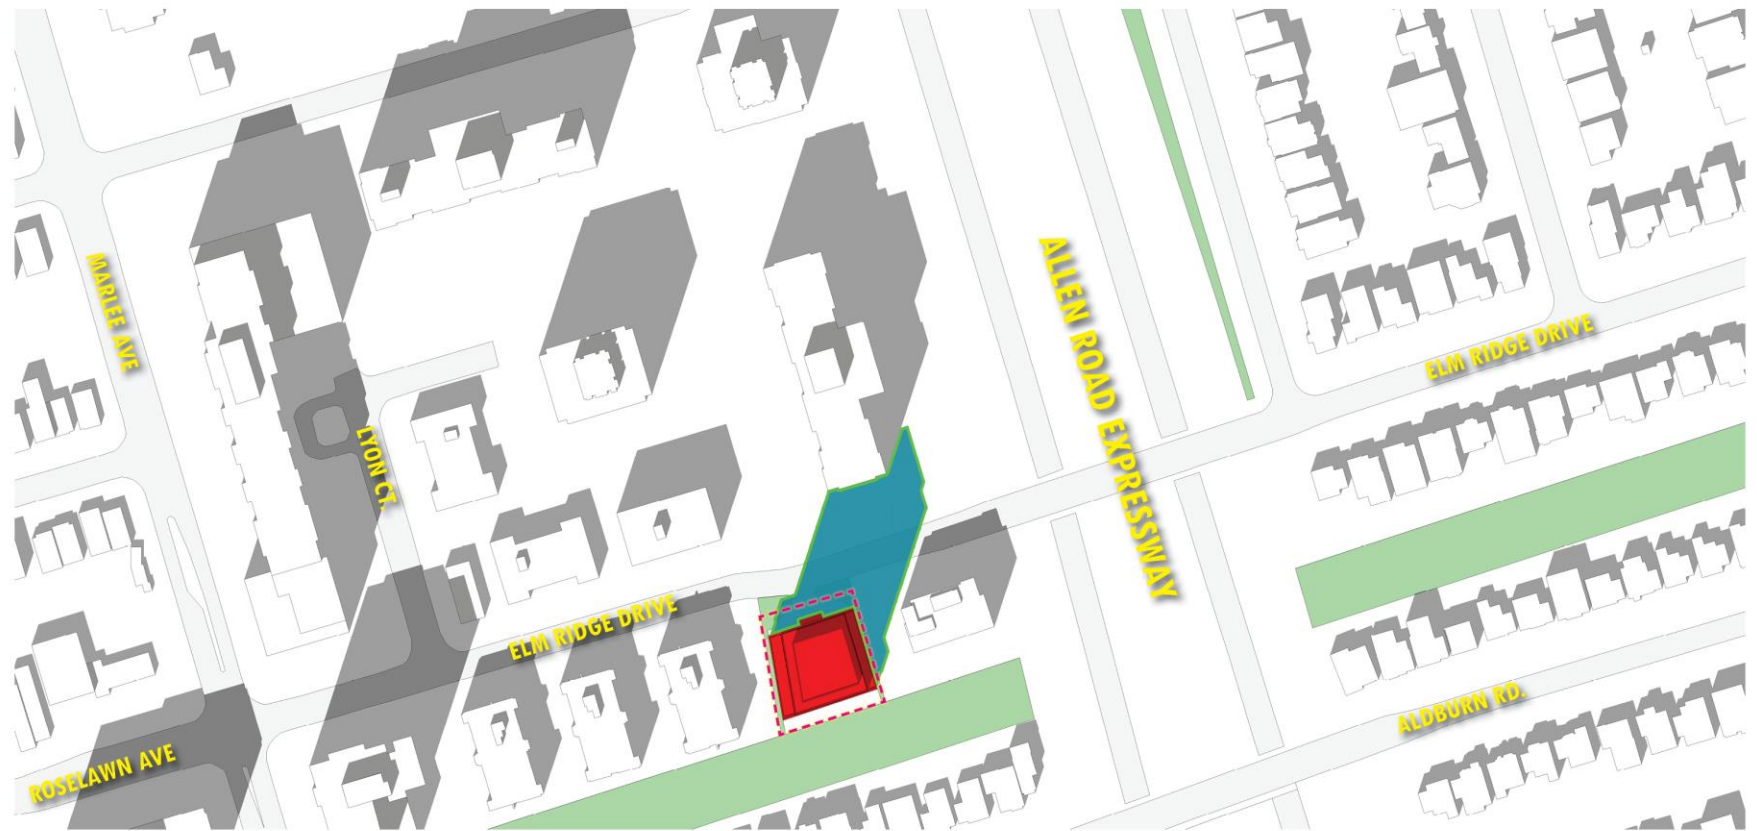 MARLEE AVE
ALLEN ROAD EXPRESSWAY
ELM RIDGE DRIVE
LYON CT.
ELM RIDGE DRIVE
ALDBURN RD.
ROSELAWN AVE